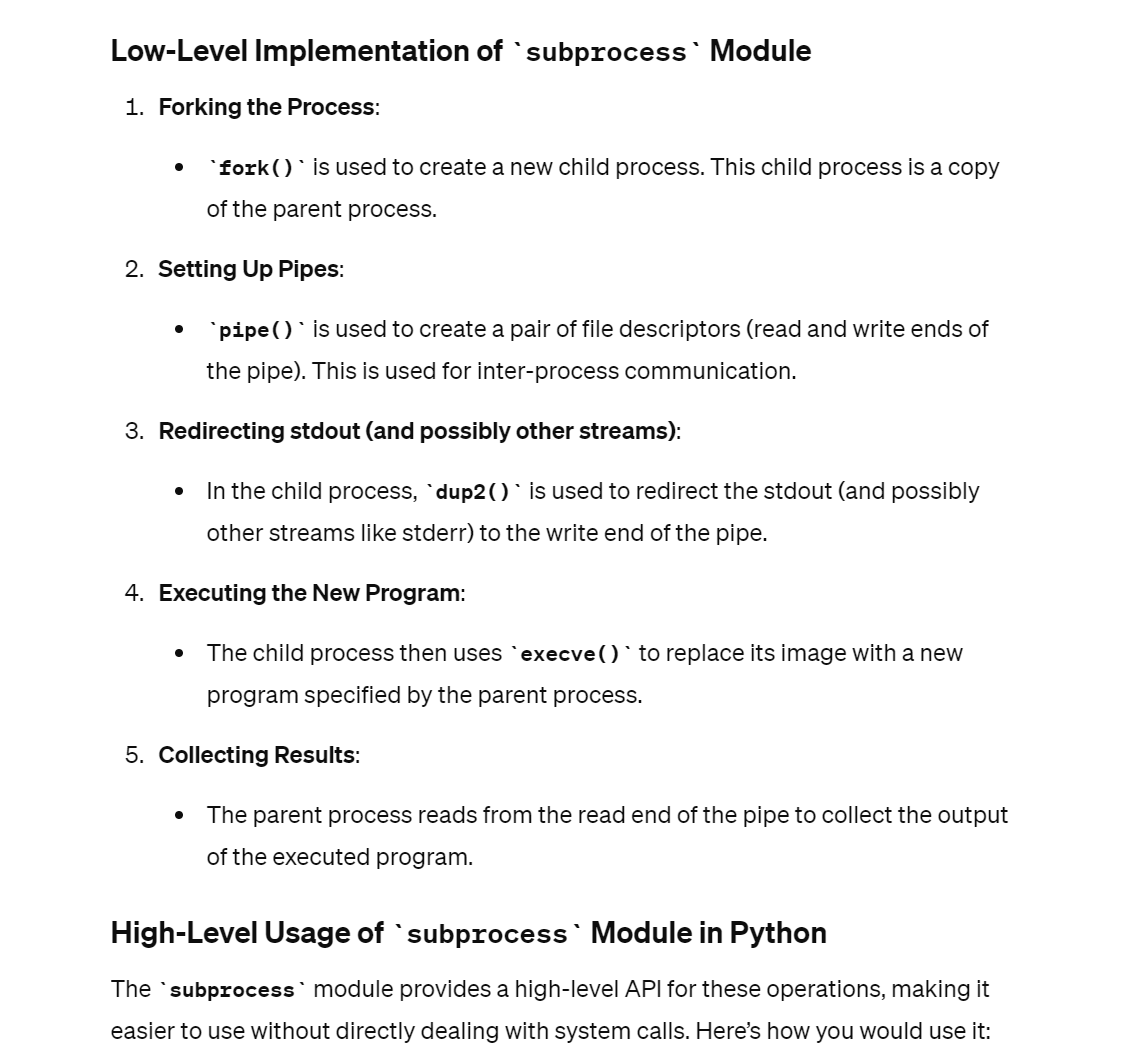 Low-Level Implementation of `subprocess` Module
1. Forking the Process:
• `fork()` is used to create a new child process. This child process is a copy
of the parent process.
2. Setting Up Pipes:
• `pipe()` is used to create a pair of file descriptors (read and write ends of
the pipe). This is used for inter-process communication.
3. Redirecting stdout (and possibly other streams):
• In the child process, `dup2()` is used to redirect the stdout (and possibly
other streams like stderr) to the write end of the pipe.
4. Executing the New Program:
• The child process then uses `execve()` to replace its image with a new
program specified by the parent process.
5. Collecting Results:
• The parent process reads from the read end of the pipe to collect the output
of the executed program.
High-Level Usage of `subprocess` Module in Python
The `subprocess` module provides a high-level API for these operations, making it
easier to use without directly dealing with system calls. Here’s how you would use it: